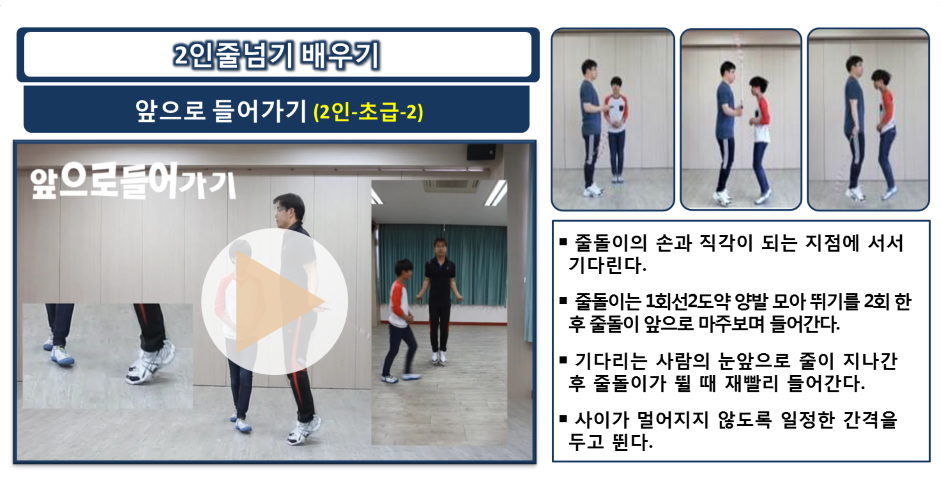 2인줄넘기 배우기
앞으로 들어가기 (2인-초급-2)
앞으로들어가기
▪ 줄돌이의 손과 직각이 되는 지점에 서서
기다린다.
▪ 줄돌이는 1회선2도약 양발 모아 뛰기를 2회 한
후 줄돌이 앞으로 마주보며 들어간다.
▪ 기다리는 사람의 눈앞으로 줄이 지나간
후 줄돌이가 뛸 때 재빨리 들어간다.
▪ 사이가 멀어지지 않도록 일정한 간격을
두고 뛴다.